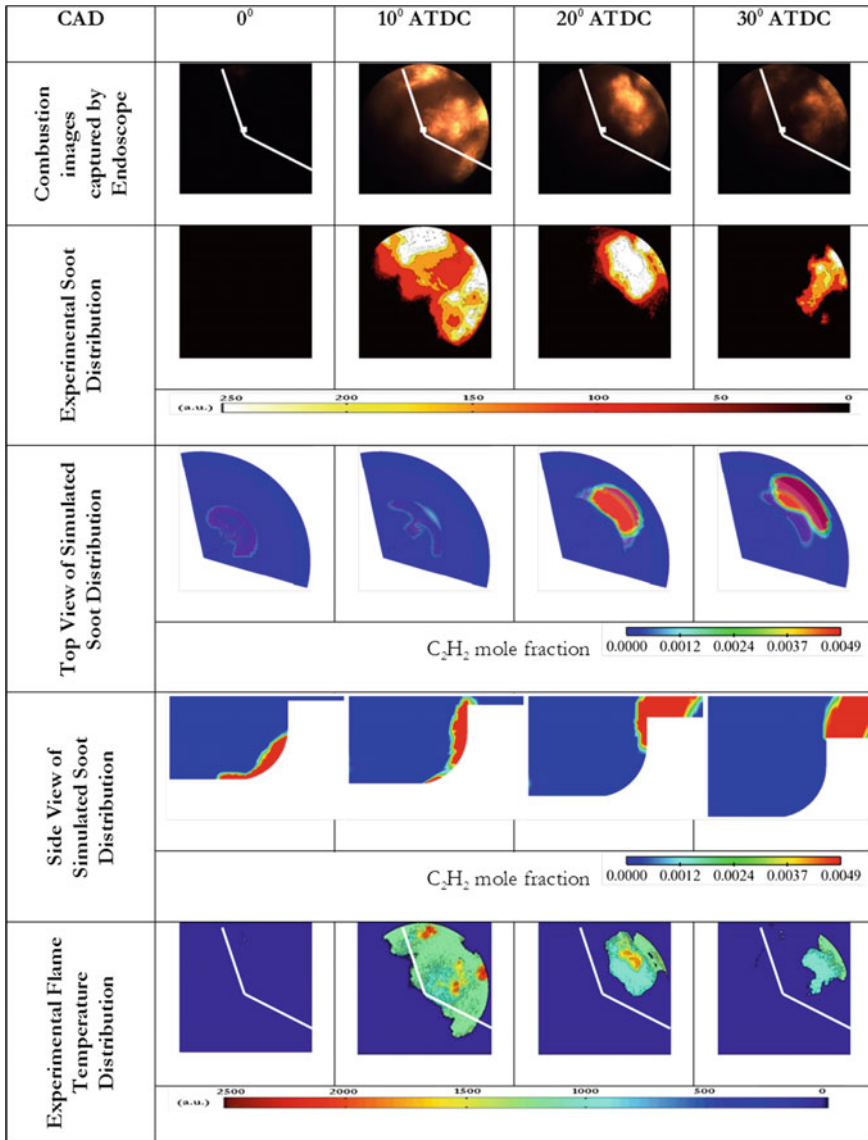 CAD 0⁰ 10⁰ ATDC 20⁰ ATDC 30⁰ ATDC
Combustion
images
captured by
Endoscope
Experimental Soot
Distribution
250 200 150 100 50 0
(a.u.)
Top View of Simulated
Soot Distribution
C₂H₂ mole fraction
0.0000 0.0012 0.0024 0.0037 0.0049
Side View of
Simulated Soot
Distribution
C₂H₂ mole fraction
0.0000 0.0012 0.0024 0.0037 0.0049
Experimental Flame
Temperature
Distribution
2500 2000 1500 1000 500 0
(a.u.)